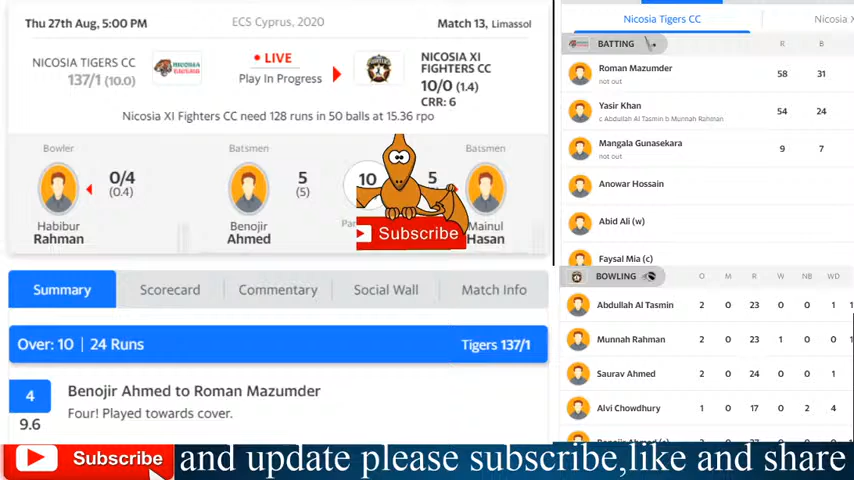 Thu 27th Aug, 5:00 PM
ECS Cyprus, 2020
Match 13, Limassol
NICOSIA TIGERS CC
137/1 (10.0)
LIVE
Play In Progress
NICOSIA XI
FIGHTERS CC
10/0 (1.4)
CRR: 6
Nicosia XI Fighters CC need 128 runs in 50 balls at 15.36 rpo
Bowler
Batsmen
Batsmen
0/4
(0.4)
5
(5)
10
5
Habibur
Rahman
Benojir
Ahmed
Mainul
Hasan
Subscribe
Summary
Scorecard
Commentary
Social Wall
Match Info
Over: 10 | 24 Runs
Tigers 137/1
4
9.6
Benojir Ahmed to Roman Mazumder
Four! Played towards cover.
Nicosia Tigers CC
Nicosia X
BATTING R B
Roman Mazumder 58 31
not out
Yasir Khan 54 24
c Abdullah Al Tasmin b Munnah Rahman
Mangala Gunasekara 9 7
not out
Anowar Hossain
Abid Ali (w)
Faysal Mia (c)
BOWLING O M R W NB WD
Abdullah Al Tasmin 2 0 23 0 0 1
Munnah Rahman 2 0 23 1 0 0
Saurav Ahmed 2 0 24 0 0 1
Alvi Chowdhury 1 0 17 0 2 4
Subscribe
and update please subscribe,like and share